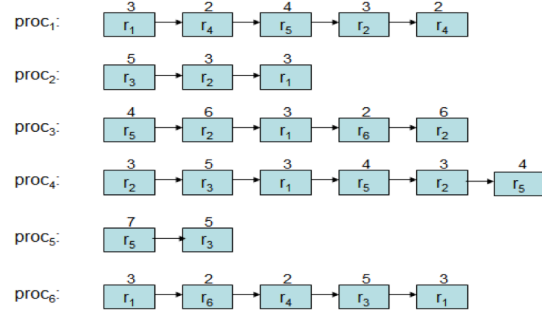 3 2 4 3 2
proc₁: r₁ r₄ r₅ r₂ r₄
5 3 3
proc₂: r₃ r₂ r₁
4 6 3 2 6
proc₃: r₅ r₂ r₁ r₆ r₂
3 5 3 4 3 4
proc₄: r₂ r₃ r₁ r₅ r₂ r₅
7 5
proc₅: r₅ r₃
3 2 2 5 3
proc₆: r₁ r₆ r₄ r₃ r₁